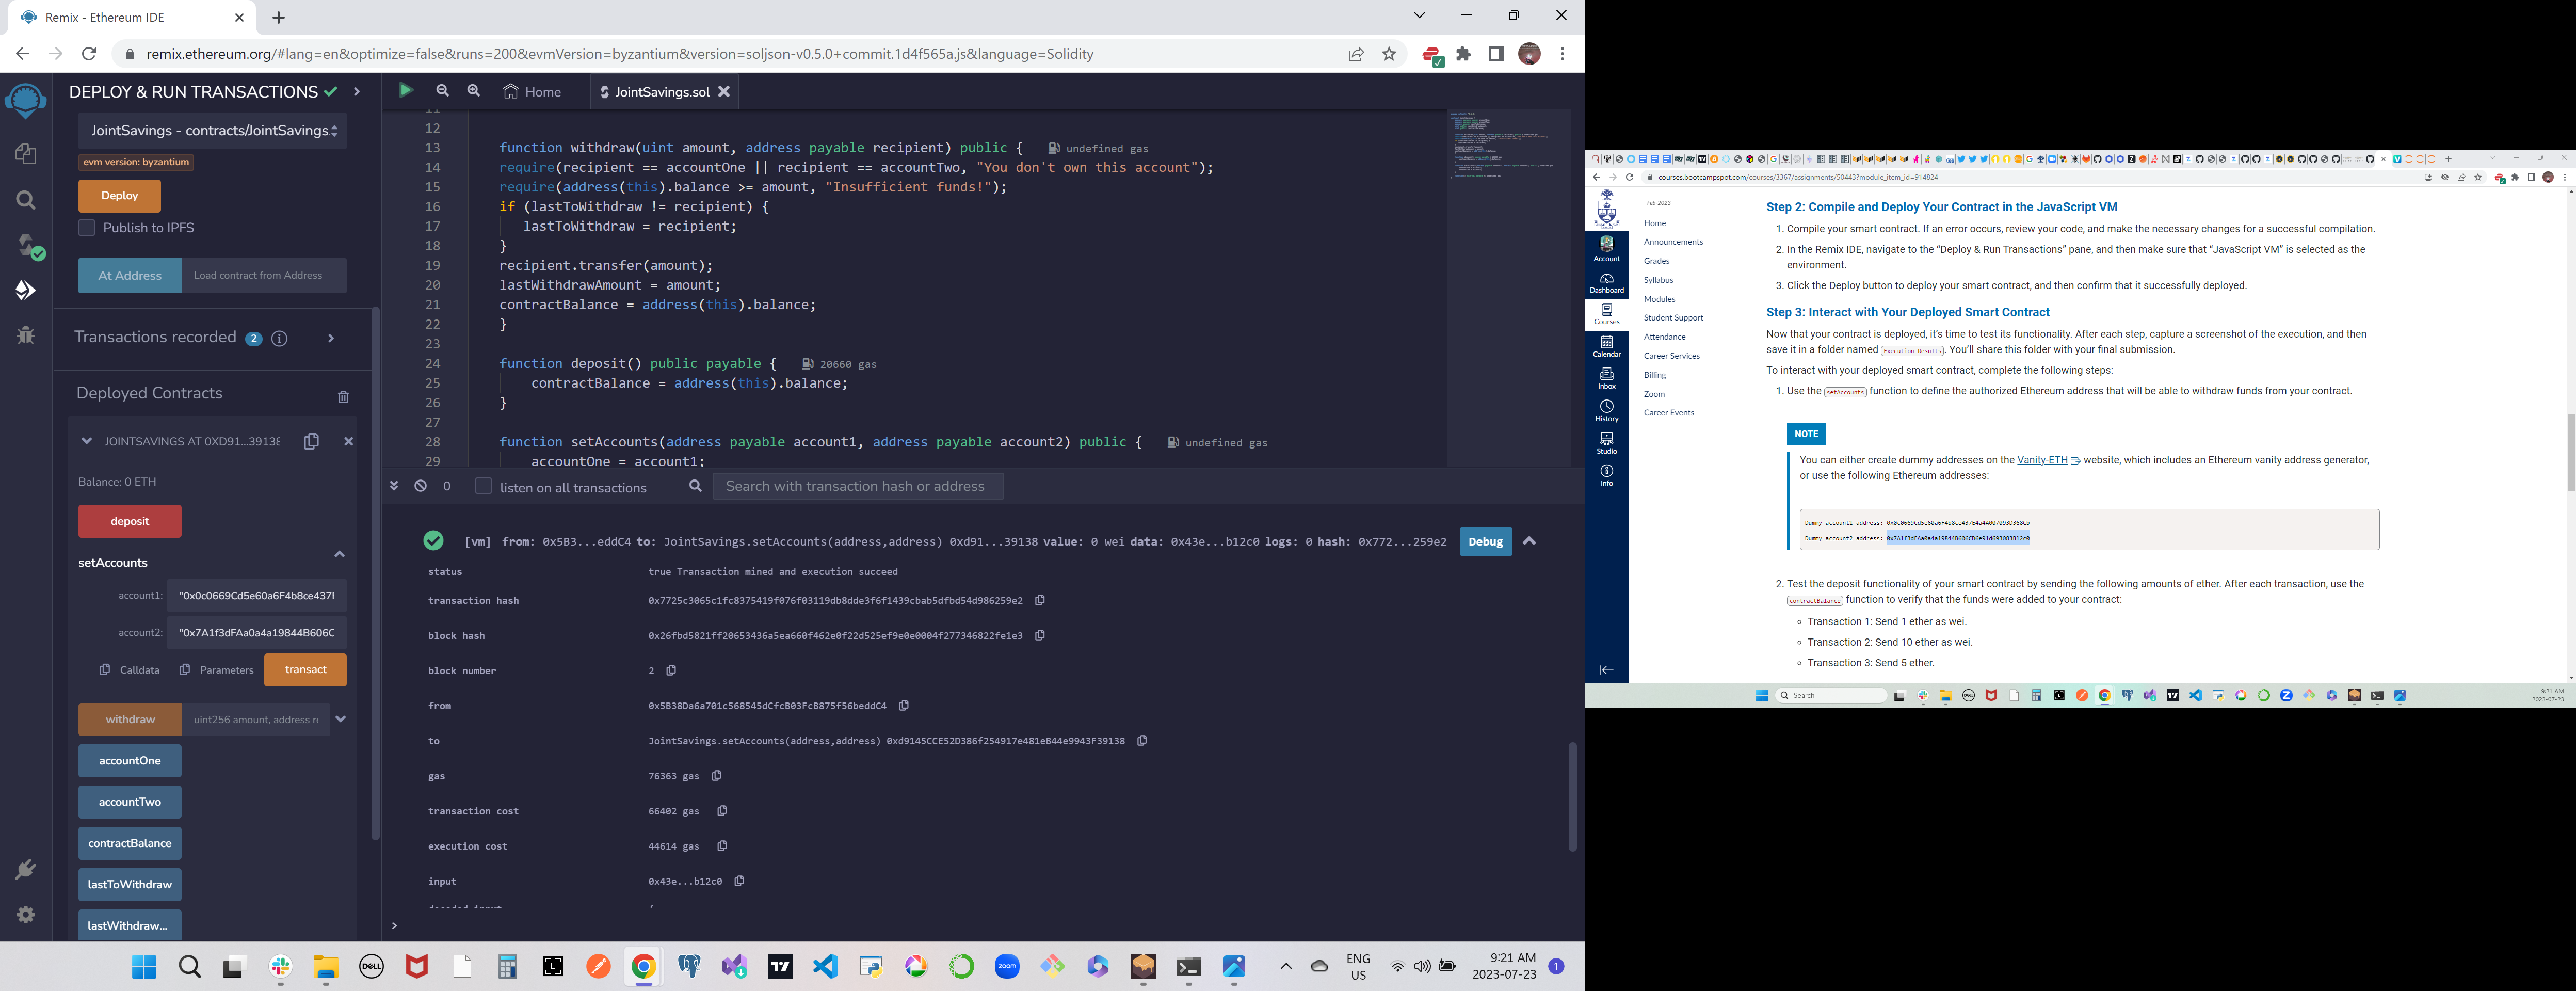 Remix - Ethereum IDE
remix.ethereum.org/#lang=en&optimize=false&runs=200&evmVersion=byzantium&version=soljson-v0.5.0+commit.1d4f565a.js&language=Solidity
DEPLOY & RUN TRANSACTIONS
JointSavings - contracts/JointSavings.
evm version: byzantium
Deploy
Publish to IPFS
At Address
Load contract from Address
Transactions recorded 2
Deployed Contracts
JOINTSAVINGS AT 0XD91...39138
Balance: 0 ETH
deposit
setAccounts
account1: "0x0c0669Cd5e60a6F4b8ce437E
account2: "0x7A1f3dFAa0a4a19844B606C
Calldata
Parameters
transact
withdraw
uint256 amount, address re
accountOne
accountTwo
contractBalance
lastToWithdraw
lastWithdraw...
Home
JointSavings.sol
11
12
13 function withdraw(uint amount, address payable recipient) public { undefined gas
14 require(recipient == accountOne || recipient == accountTwo, "You don't own this account");
15 require(address(this).balance >= amount, "Insufficient funds!");
16 if (lastToWithdraw != recipient) {
17 lastToWithdraw = recipient;
18 }
19 recipient.transfer(amount);
20 lastWithdrawAmount = amount;
21 contractBalance = address(this).balance;
22 }
23
24 function deposit() public payable { 20660 gas
25 contractBalance = address(this).balance;
26 }
27
28 function setAccounts(address payable account1, address payable account2) public { undefined gas
29 accountOne = account1;
0
listen on all transactions
Search with transaction hash or address
[vm] from: 0x5B3...eddC4 to: JointSavings.setAccounts(address,address) 0xd91...39138 value: 0 wei data: 0x43e...b12c0 logs: 0 hash: 0x772...259e2
Debug
status true Transaction mined and execution succeed
transaction hash 0x7725c3065c1fc8375419f076f03119db8dde3f6f1439cbab5dfbd54d986259e2
block hash 0x26fbd5821ff20653436a5ea660f462e0f22d525ef9e0e0004f277346822fe1e3
block number 2
from 0x5B38Da6a701c568545dCfcB03FcB875f56beddC4
to JointSavings.setAccounts(address,address) 0xd9145CCE52D386f254917e481eB44e9943F39138
gas 76363 gas
transaction cost 66402 gas
execution cost 44614 gas
input 0x43e...b12c0
decoded input {
>
ENG
US
9:21 AM
2023-07-23
1
courses.bootcampspot.com/courses/3367/assignments/50443?module_item_id=914824
Account
Dashboard
Courses
Calendar
Inbox
History
Studio
Info
Feb-2023
Home
Announcements
Grades
Syllabus
Modules
Student Support
Attendance
Career Services
Billing
Zoom
Career Events
Step 2: Compile and Deploy Your Contract in the JavaScript VM
1. Compile your smart contract. If an error occurs, review your code, and make the necessary changes for a successful compilation.
2. In the Remix IDE, navigate to the “Deploy & Run Transactions” pane, and then make sure that “JavaScript VM” is selected as the
environment.
3. Click the Deploy button to deploy your smart contract, and then confirm that it successfully deployed.
Step 3: Interact with Your Deployed Smart Contract
Now that your contract is deployed, it’s time to test its functionality. After each step, capture a screenshot of the execution, and then
save it in a folder named Execution_Results. You’ll share this folder with your final submission.
To interact with your deployed smart contract, complete the following steps:
1. Use the setAccounts function to define the authorized Ethereum address that will be able to withdraw funds from your contract.
NOTE
You can either create dummy addresses on the Vanity-ETH website, which includes an Ethereum vanity address generator,
or use the following Ethereum addresses:
Dummy account1 address: 0x0c0669Cd5e60a6F4b8ce437E4a4A007093D368Cb
Dummy account2 address: 0x7A1f3dFAa0a4a19844B606CD6e91d693083B12c0
2. Test the deposit functionality of your smart contract by sending the following amounts of ether. After each transaction, use the
contractBalance function to verify that the funds were added to your contract:
Transaction 1: Send 1 ether as wei.
Transaction 2: Send 10 ether as wei.
Transaction 3: Send 5 ether.
Search
9:21 AM
2023-07-23